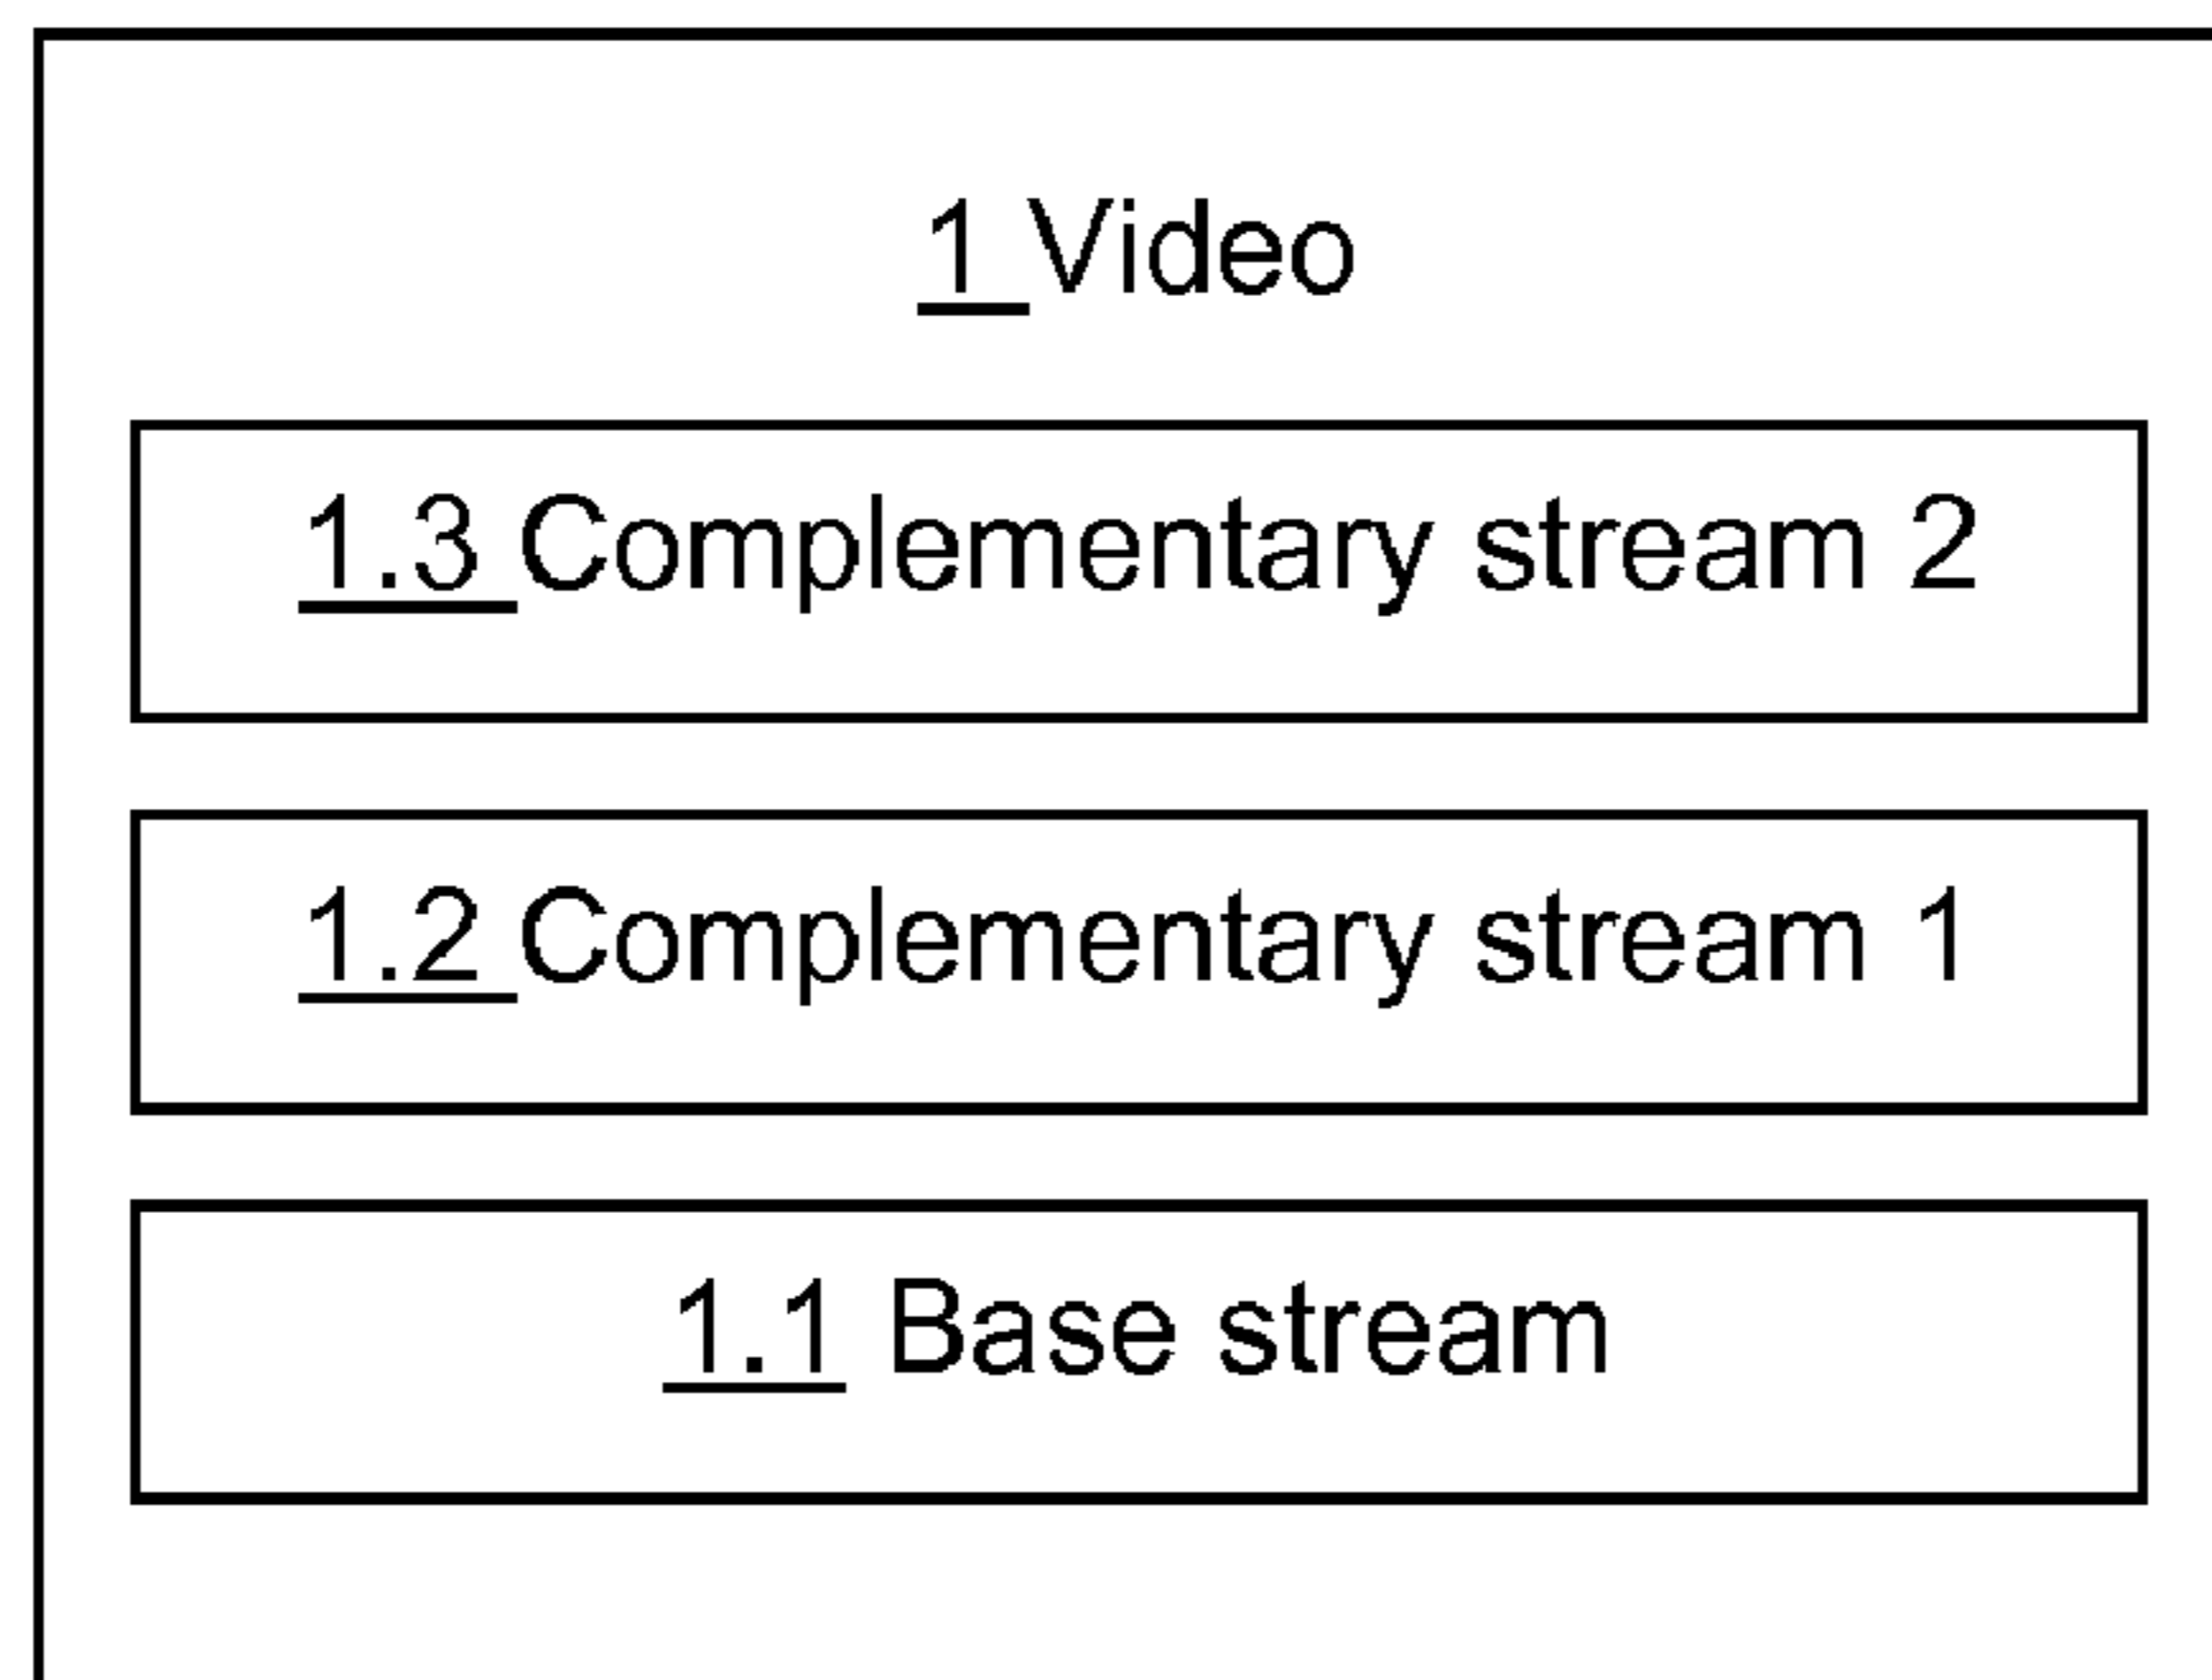 1 Video
1.3 Complementary stream 2
1.2 Complementary stream 1
1.1 Base stream